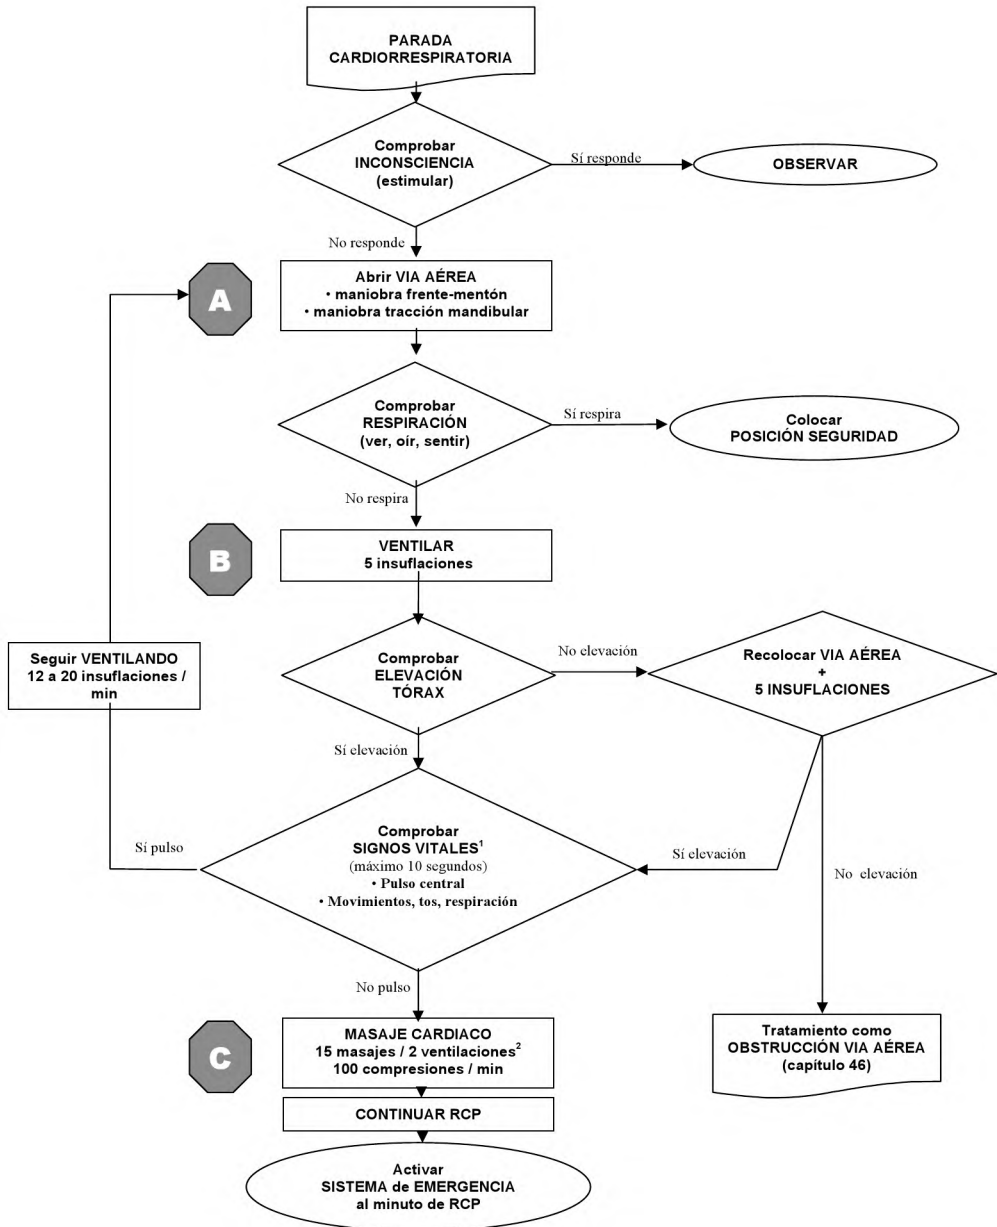 PARADA
CARDIORRESPIRATORIA
Comprobar
INCONSCIENCIA
(estimular)
Sí responde
OBSERVAR
No responde
A
Abrir VIA AÉREA
• maniobra frente-mentón
• maniobra tracción mandibular
Comprobar
RESPIRACIÓN
(ver, oír, sentir)
Sí respira
Colocar
POSICIÓN SEGURIDAD
No respira
B
VENTILAR
5 insuflaciones
Seguir VENTILANDO
12 a 20 insuflaciones /
min
Comprobar
ELEVACIÓN
TÓRAX
No elevación
Recolocar VIA AÉREA
+
5 INSUFLACIONES
Sí elevación
Sí pulso
Comprobar
SIGNOS VITALES¹
(máximo 10 segundos)
• Pulso central
• Movimientos, tos, respiración
Sí elevación
No elevación
No pulso
C
MASAJE CARDIACO
15 masajes / 2 ventilaciones²
100 compresiones / min
Tratamiento como
OBSTRUCCIÓN VIA AÉREA
(capítulo 46)
CONTINUAR RCP
Activar
SISTEMA de EMERGENCIA
al minuto de RCP